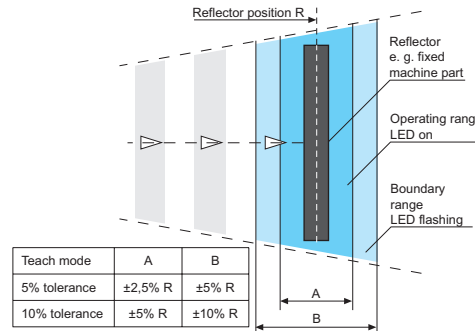 Reflector position R
Reflector
e. g. fixed
machine part
Operating range
LED on
Boundary
range
LED flashing
A
B
Teach mode A B
5% tolerance ±2,5% R ±5% R
10% tolerance ±5% R ±10% R